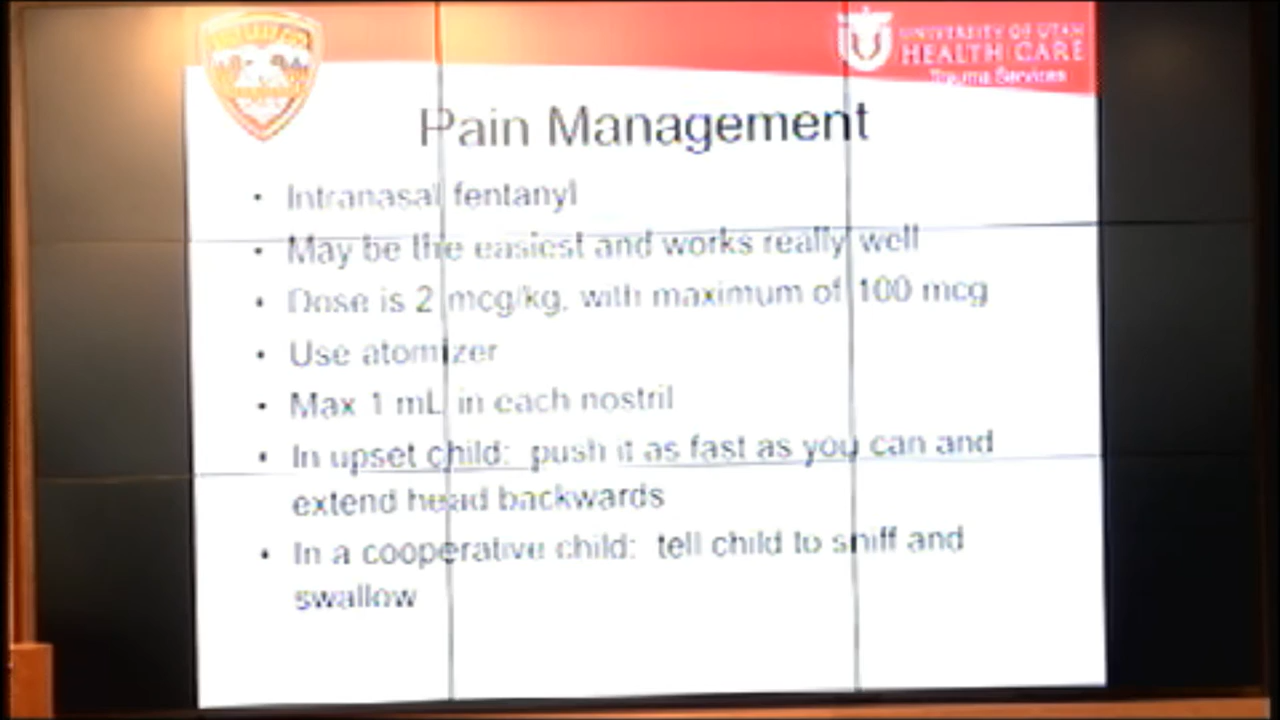 UNIVERSITY OF UTAH
HEALTH CARE
Trauma Services
Pain Management
• Intranasal fentanyl
• May be the easiest and works really well
• Dose is 2 mcg/kg, with maximum of 100 mcg
• Use atomizer
• Max 1 mL in each nostril
• In upset child: push it as fast as you can and
extend head backwards
• In a cooperative child: tell child to sniff and
swallow